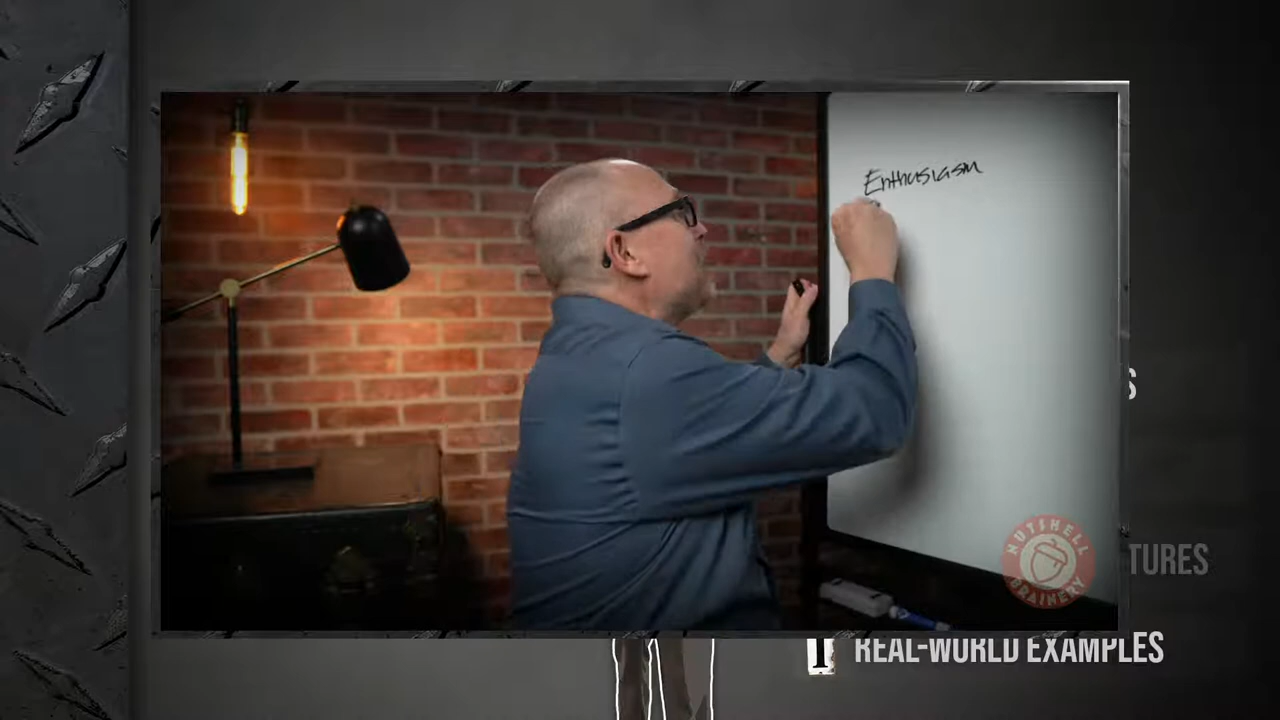 Enthusiasm
NUTSHELL
BRAINERY
S
TURES
REAL-WORLD EXAMPLES